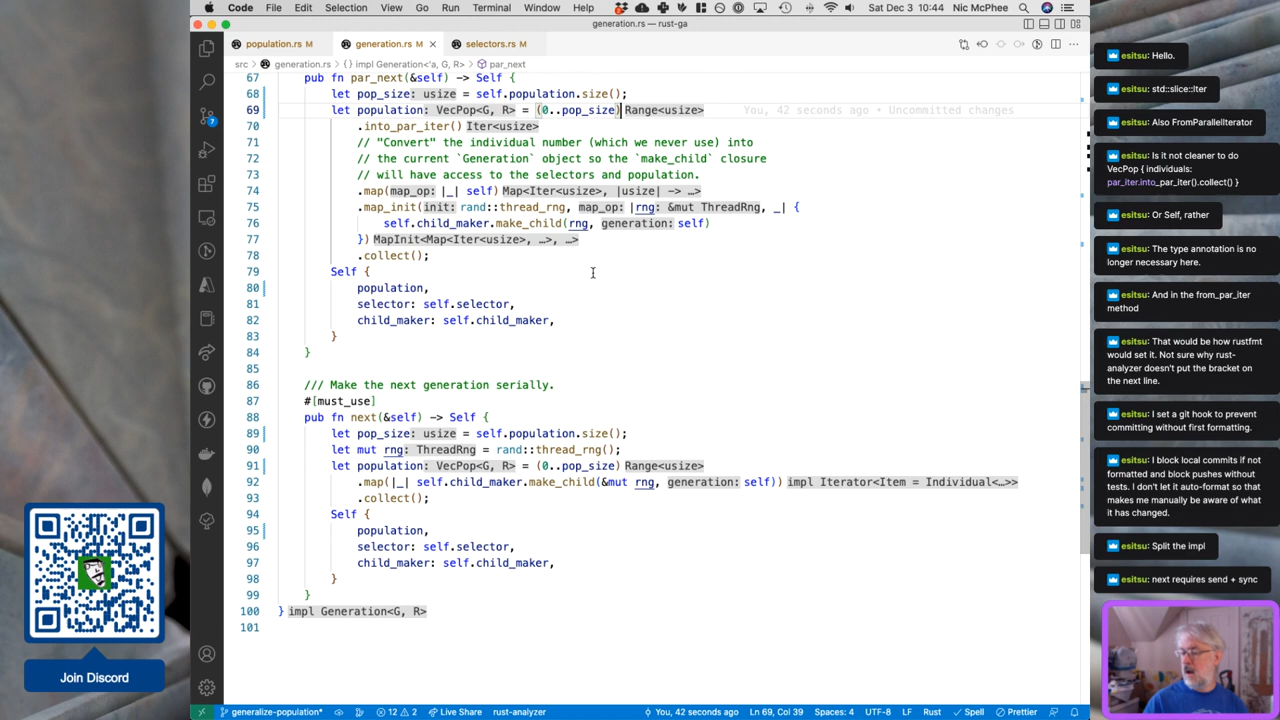 Code File Edit Selection View Go Run Terminal Window Help Sat Dec 3 10:44 Nic McPhee
generation.rs — rust-ga
population.rs M
generation.rs M
selectors.rs M
src > generation.rs > {} impl Generation<'a, G, R> > par_next
67 pub fn par_next(&self) -> Self {
68 let pop_size: usize = self.population.size();
69 let population: VecPop<G, R> = (0..pop_size) Range<usize> You, 42 seconds ago • Uncommitted changes
70 .into_par_iter() Iter<usize>
71 // "Convert" the individual number (which we never use) into
72 // the current `Generation` object so the `make_child` closure
73 // will have access to the selectors and population.
74 .map(map_op: |_| self) Map<Iter<usize>, |usize| -> …>
75 .map_init(init: rand::thread_rng, map_op: |rng: &mut ThreadRng, _| {
76 self.child_maker.make_child(rng, generation: self)
77 }) MapInit<Map<Iter<usize>, …>, …>
78 .collect();
79 Self {
80 population,
81 selector: self.selector,
82 child_maker: self.child_maker,
83 }
84 }
85
86 /// Make the next generation serially.
87 #[must_use]
88 pub fn next(&self) -> Self {
89 let pop_size: usize = self.population.size();
90 let mut rng: ThreadRng = rand::thread_rng();
91 let population: VecPop<G, R> = (0..pop_size) Range<usize>
92 .map(|_| self.child_maker.make_child(&mut rng, generation: self)) impl Iterator<Item = Individual<…>>
93 .collect();
94 Self {
95 population,
96 selector: self.selector,
97 child_maker: self.child_maker,
98 }
99 }
100 } impl Generation<G, R>
101
7
generalize-population* 12 2 Live Share rust-analyzer You, 42 seconds ago Ln 69, Col 39 Spaces: 4 UTF-8 LF Rust Spell Prettier
Join Discord
esitsu: Hello.
esitsu: std::slice::Iter
esitsu: Also FromParallelIterator
esitsu: Is it not cleaner to do
VecPop { individuals:
par_iter.into_par_iter().collect() }
esitsu: Or Self, rather
esitsu: The type annotation is no
longer necessary here.
esitsu: And in the from_par_iter
method
esitsu: That would be how rustfmt
would set it. Not sure why rust-
analyzer doesn't put the bracket on
the next line.
esitsu: I set a git hook to prevent
committing without first formatting.
esitsu: I block local commits if not
formatted and block pushes without
tests. I don't let it auto-format so that
makes me manually be aware of what
it has changed.
esitsu: Split the impl
esitsu: next requires send + sync